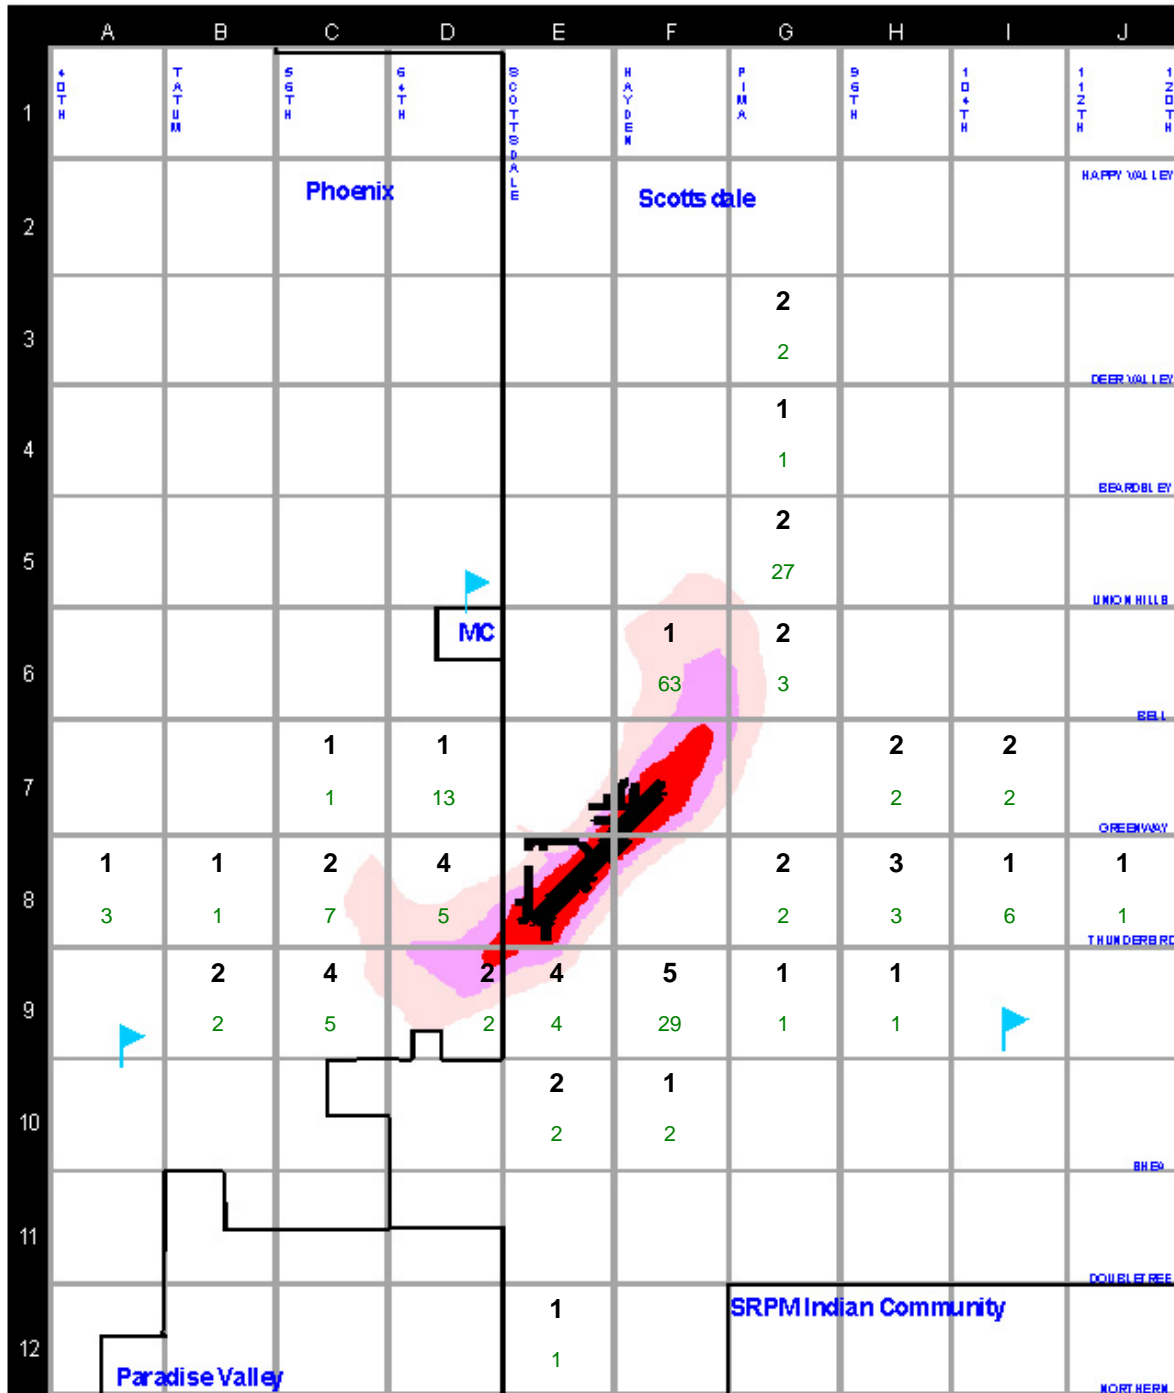 A B C D E F G H I J
1 40TH TATUM 56TH 64TH SCOTTSDALE HAYDEN PIMA 96TH 104TH 112TH 120TH
HAPPY VALLEY
Phoenix Scottsdale
2
2
3
2
DEER VALLEY
1
4
1
BEARDSLEY
2
5
27
UNION HILLS
MC 1 2
6
63 3
BELL
1 1 2 2
7
1 13 2 2
GREENWAY
1 1 2 4 2 3 1 1
8
3 1 7 5 2 3 6 1
THUNDERBIRD
2 4 2 4 5 1 1
9
2 5 2 4 29 1 1
2 1
10
2 2
SHEA
11
DOUBLETREE
1 SRPM Indian Community
12
1
Paradise Valley
NORTHERN